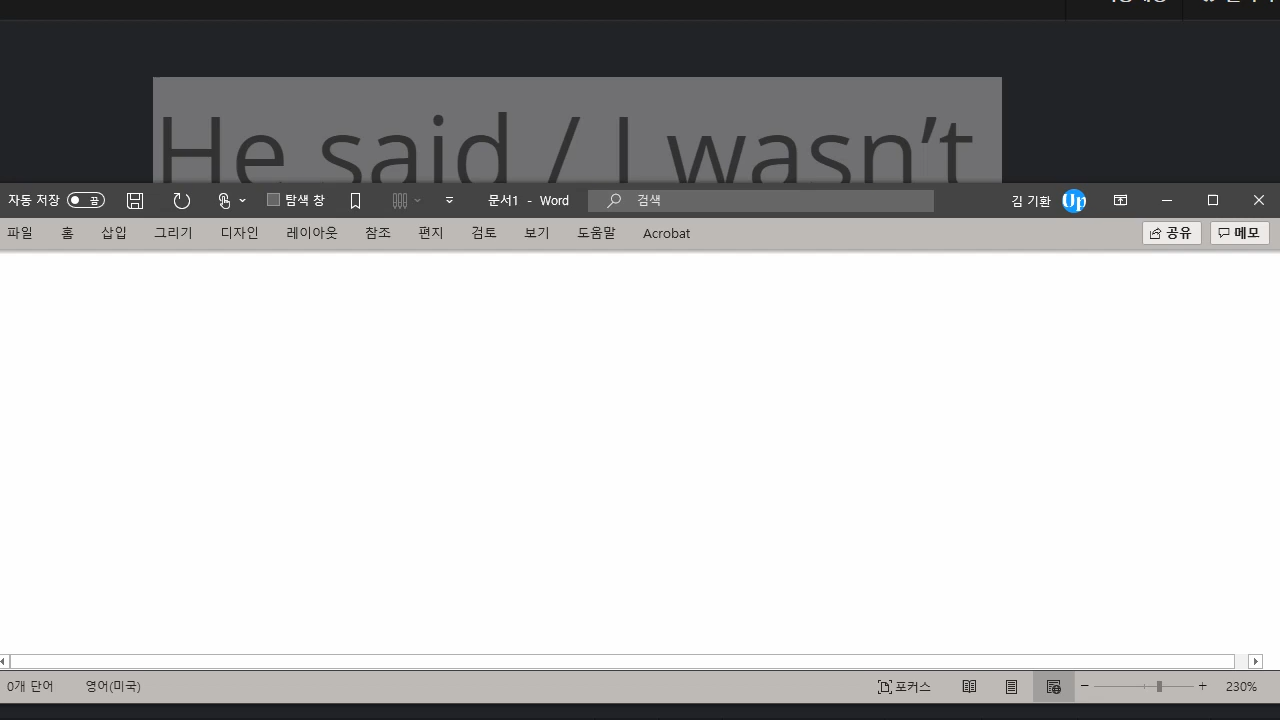 He said / I wasn’t
자동 저장 끔 탐색 창 문서1 - Word 검색 김 기환 Up
파일 홈 삽입 그리기 디자인 레이아웃 참조 편지 검토 보기 도움말 Acrobat 공유 메모
0개 단어 영어(미국) 포커스 230%